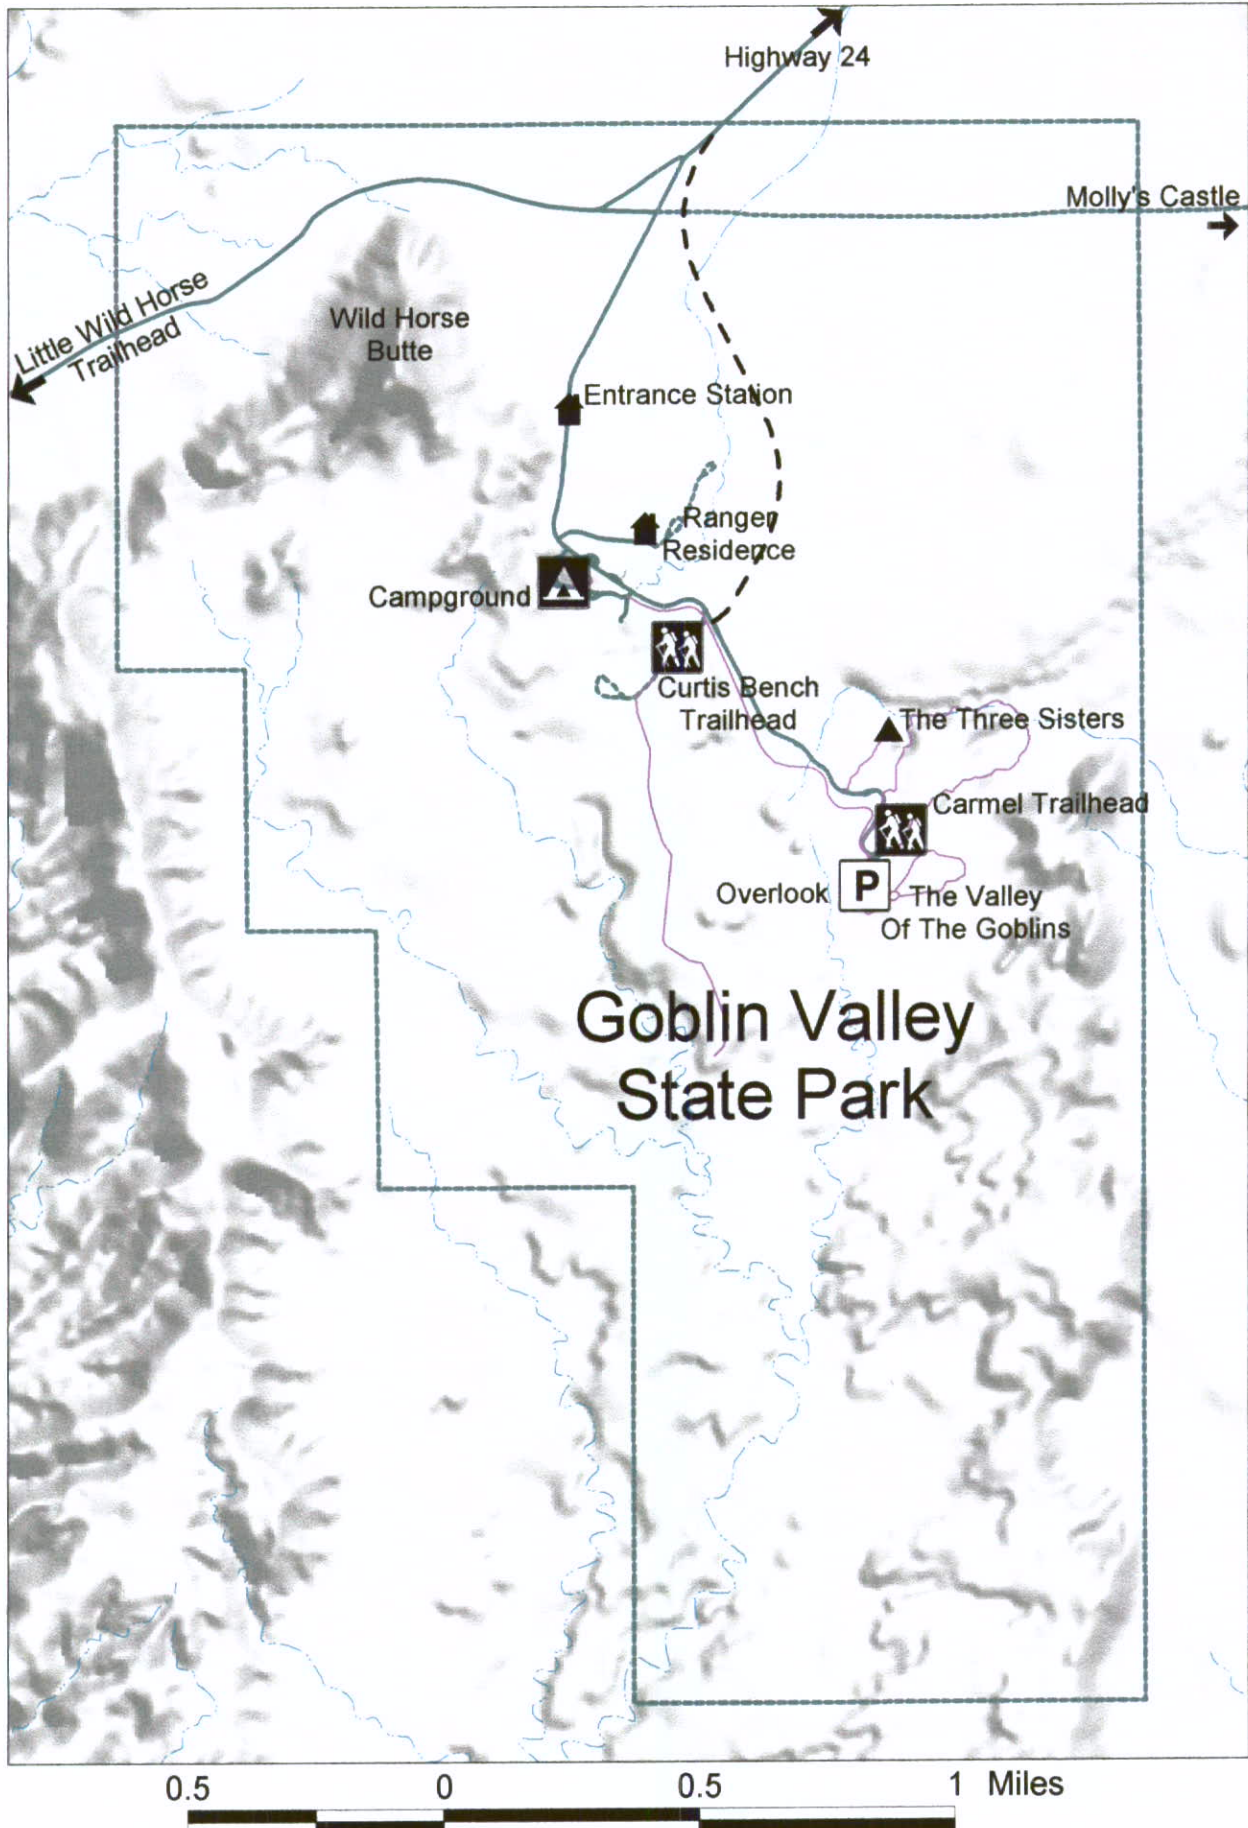 Highway 24
Molly's Castle
Little Wild Horse
Trailhead
Wild Horse
Butte
Entrance Station
Ranger
Residence
Campground
Curtis Bench
Trailhead
The Three Sisters
Carmel Trailhead
Overlook
P
The Valley
Of The Goblins
Goblin Valley
State Park
0.5 0 0.5 1 Miles